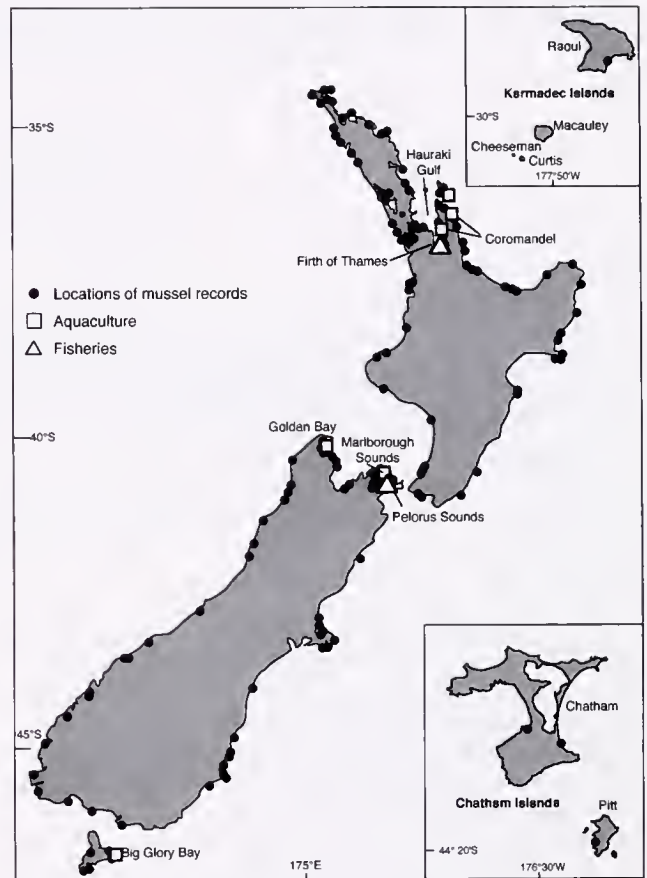 Raoul
Kermadec Islands
30°S
Macauley
Cheeseman
Curtis
177°50'W
35°S
Hauraki
Gulf
Coromandel
Firth of Thames
Locations of mussel records
Aquaculture
Fisheries
Golden Bay
40°S
Marlborough
Sounds
Pelorus Sounds
Chatham
45°S
Chatham Islands
Pitt
Big Glory Bay
44° 20'S
175°E
176°30'W